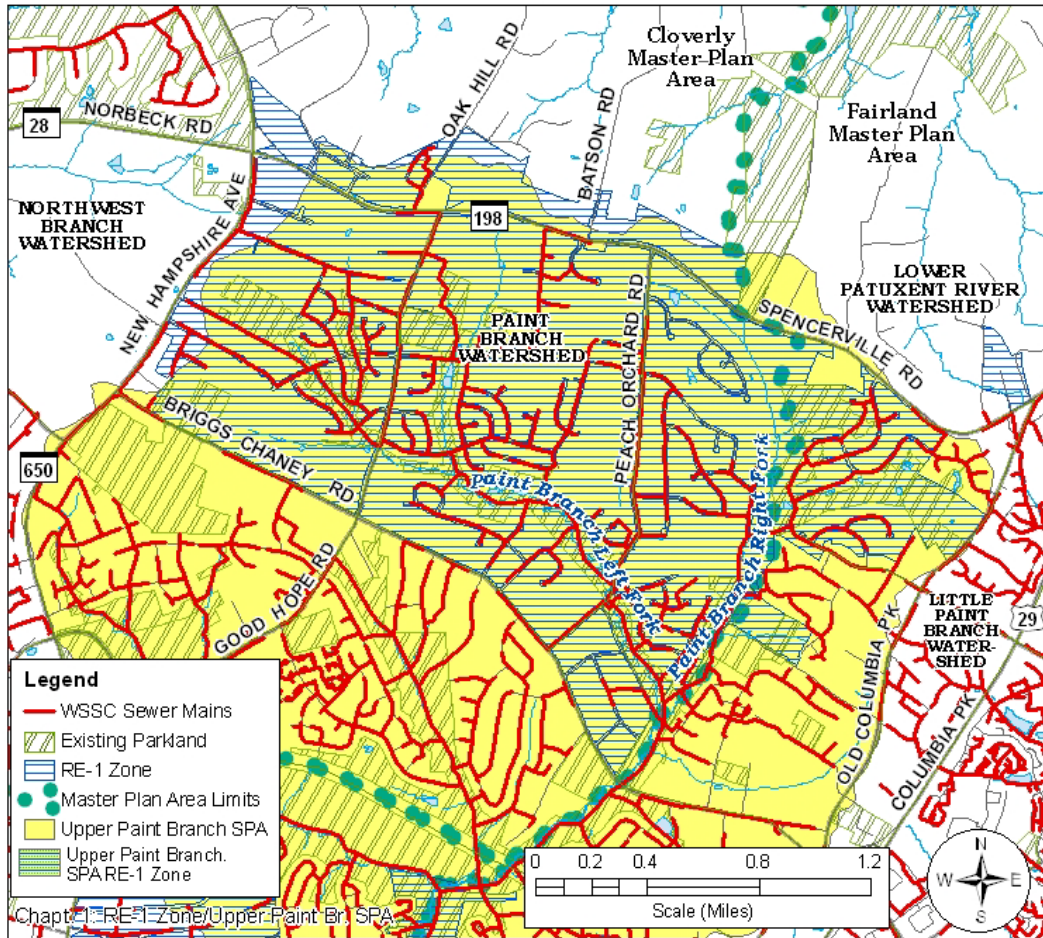 Cloverly
Master Plan
Area
OAK HILL RD
BATSON RD
Fairland
Master Plan
Area
NORBECK RD
28
NORTHWEST
BRANCH
WATERSHED
NEW HAMPSHIRE AVE
198
LOWER
PATUXENT RIVER
WATERSHED
PAINT
BRANCH
WATERSHED
PEACH ORCHARD RD
SPENCERVILLE RD
BRIGGS CHANEY RD
650
Paint Branch Left Fork
Paint Branch Right Fork
GOOD HOPE RD
LITTLE
PAINT
BRANCH
WATER-
SHED
29
OLD COLUMBIA PK
COLUMBIA PK
Legend
WSSC Sewer Mains
Existing Parkland
RE-1 Zone
Master Plan Area Limits
Upper Paint Branch SPA
Upper Paint Branch.
SPA RE-1 Zone
0 0.2 0.4 0.8 1.2
Scale (Miles)
N
W E
S
Chapt. 1: RE-1 Zone/Upper Paint Br. SPA